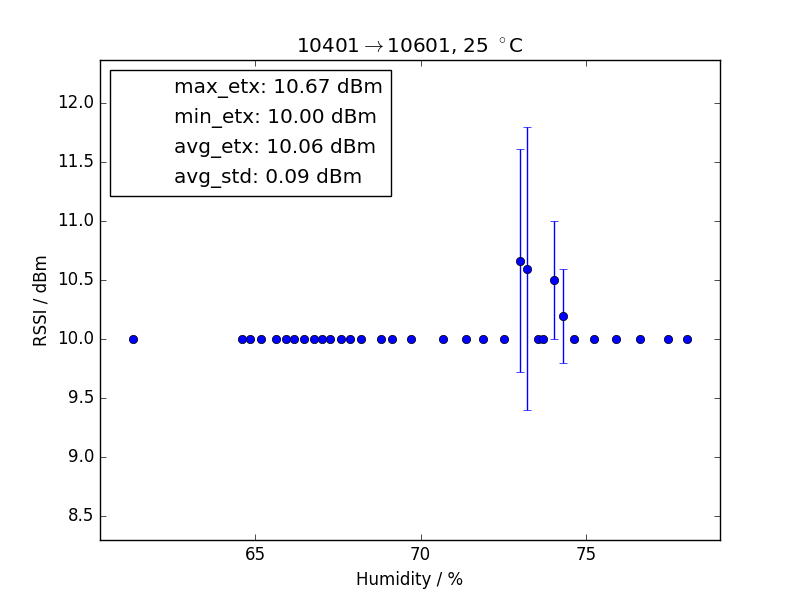 10401→10601, 25 °C
max_etx: 10.67 dBm
min_etx: 10.00 dBm
avg_etx: 10.06 dBm
avg_std: 0.09 dBm
RSSI / dBm
12.0
11.5
11.0
10.5
10.0
9.5
9.0
8.5
65 70 75
Humidity / %